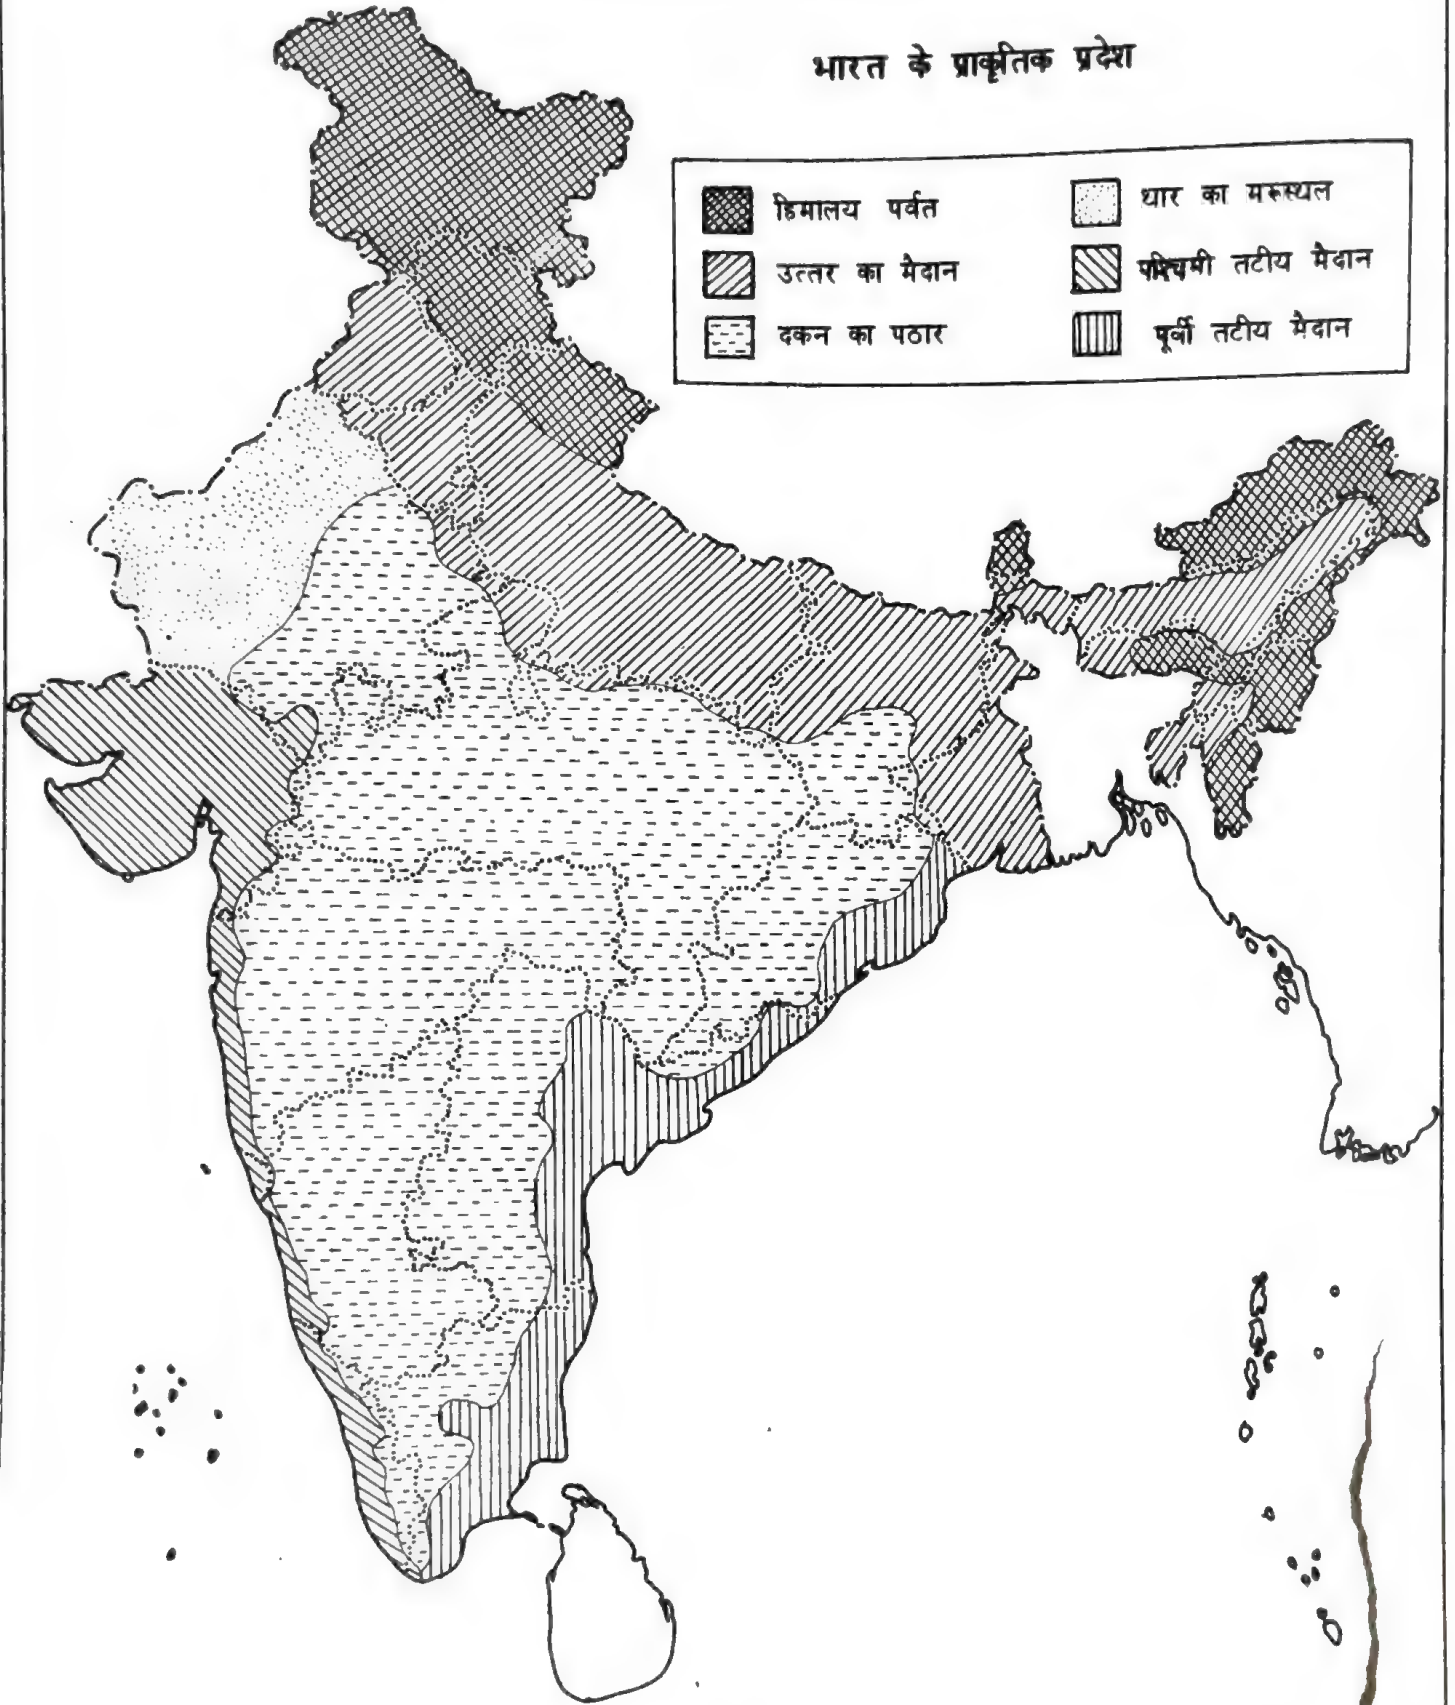 भारत के प्राकृतिक प्रदेश
हिमालय पर्वत
उत्तर का मैदान
दकन का पठार
थार का मरूस्थल
पश्चिमी तटीय मैदान
पूर्वी तटीय मैदान